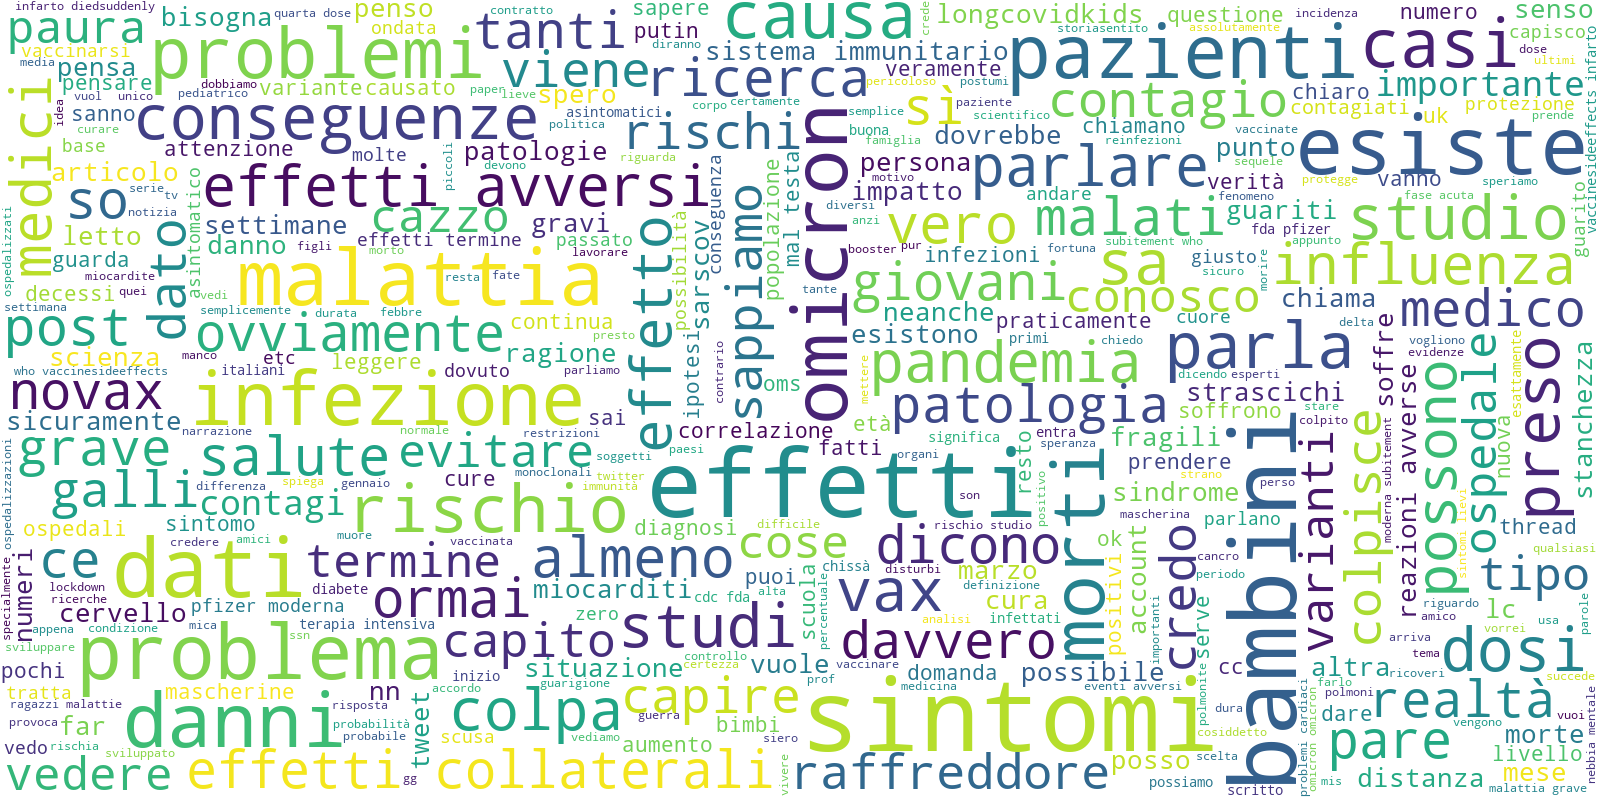 infarto diedsuddenly
quarta dose
contratto
penso
bisogna
ondata
paura
vaccinarsi
media
pensa
pensare
problemi
tanti
sapere
putin
diranno
causa
crede
longcovidkids
storiasentito
questione
assolutamente
incidenza
numero
dose
senso
capisco
ultimi
sistema immunitario
viene
ricerca
veramente
pericoloso
postumi
pazienti
casi
importante
infarto
vaccinesideeffects
vuol
unico
idea
sanno
curare
base
dobbiamo
pediatrico
variantecausato
paper
lieve
spero
asintomatici
politica
corpo
certamente
conseguenze
attenzione
molte
piccoli
patologie
devono
rischi
riguarda
semplice
sì
buona
famiglia
paziente
scientifico
dovrebbe
contagio
chiaro
contagiati
uk
protezione
prende
chiamano
reinfezioni
vaccinate
punto
sequele
esiste
medici
articolo
serie
tv
notizia
so
effetti avversi
conseguenza
mal testa
persona
motivo
impatto
parlare
andare
verità
fenomeno
protegge
vanno
speriamo
fase acuta
ospedalizzati
letto
guarda
miocardite
dato
asintomatico
settimane
danno
figli
cazzo
effetti termine
gravi
passato
lavorare
effetto
possibilità
sarscov
sappiamo
popolazione
omicron
diversi
anzi
vero
booster
pur
infezioni
malati
fortuna
subitement who
guariti
fda pfizer
giusto
sicuro
morire
appunto
studio
guarito
decessi
quei
settimana
vedi
malattia
morto
resta
fate
tante
giovani
sa
conosco
influenza
chiama
post
semplicemente
durata
febbre
ovviamente
continua
presto
ragione
neanche
esistono
praticamente
primi
chiedo
cuore
delta
medico
scienza
manco
etc
italiani
leggere
dovuto
parliamo
who vaccinesideeffects
ipotesi
contrario
oms
mettere
pandemia
dicendo
esperti
parla
soffre
vogliono
evidenze
strascichi
stare
colpito
novax
infezione
sai
sicuramente
narrazione
normale
restrizioni
correlazione
età
fatti
patologia
significa
entra
speranza
soffrono
fragili
reazioni avverse
possono
ospedale
esattamente
nuova
preso
stanchezza
grave
salute
evitare
soggetti
paesi
organi
resto
prendere
strano
perso
ospedalizzazioni
galli
differenza
spiega
gennaio
monoclonali
cure
twitter
immunità
effetti
son
positivo
morti
sindrome
bambini
varianti
colpisce
moderna subitement
sintomi lievi
contagi
rischio
ospedali
sintomo
amici
credere
muore
vaccinata
diagnosi
difficile
mascherina
rischio studio
parlano
thread
qualsiasi
specialmente
numeri
ce
lockdown
ricerche
cervello
dati
termine
diabete
almeno
cose
chissà
dicono
disturbi
ok
cancro
periodo
credo
tipo
pfizer moderna
mica
terapia intensiva
ormai
miocarditi
cdc fda
alta
puoi
zero
scuola
percentuale
vax
marzo
definizione
cura
analisi
infettati
positivi
account
importanti
serve
riguardo
amico
lc
vorrei
usa
parole
appena
condizione
sviluppare
ssn
problema
capito
studi
controllo
certezza
davvero
vaccinare
prof
domanda
medicina
possibile
eventi avversi
polmonite
cc
arriva
tema
dosi
pochi
tratta
ragazzi malattie
provoca
mascherine
nn
inizio
accordo
situazione
guarigione
vuole
altra
ricoveri
farlo
polmoni
succede
far
danni
risposta
probabilità
probabile
tweet
colpa
scusa
capire
guerra
vediamo
bimbi
siero
sintomi
dura
cosiddetto
scelta
problemi cardiaci
omicron omicron
dare
realtà
vengono
vuoi
nebbia mentale
vedo
rischia
sviluppato
vedere
effetti collaterali
gg
aumento
vivere
raffreddore
posso
possiamo
scritto
mis
pare
distanza
morte
livello
mese
malattia grave